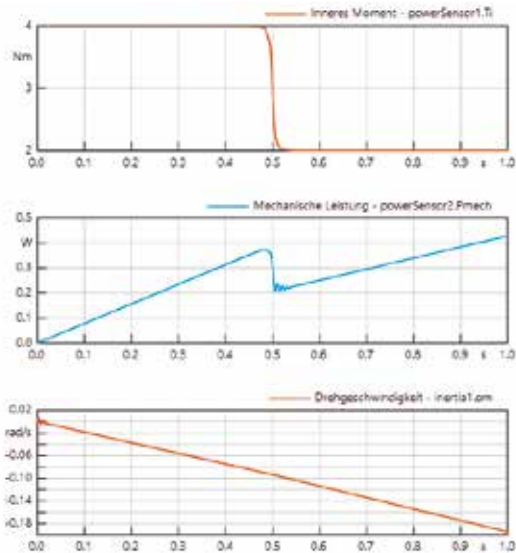 Inneres Moment - powerSensor1.Ti
4
Nm
3
2
0.0 0.1 0.2 0.3 0.4 0.5 0.6 0.7 0.8 0.9 s 1.0
Mechanische Leistung - powerSensor2.Pmech
0.5
W
0.3
0.2
0.1
0.0
0.0 0.1 0.2 0.3 0.4 0.5 0.6 0.7 0.8 0.9 s 1.0
Drehgeschwindigkeit - inertia1.om
0.02
rad/s
-0.06
-0.10
-0.14
-0.18
0.0 0.1 0.2 0.3 0.4 0.5 0.6 0.7 0.8 0.9 s 1.0